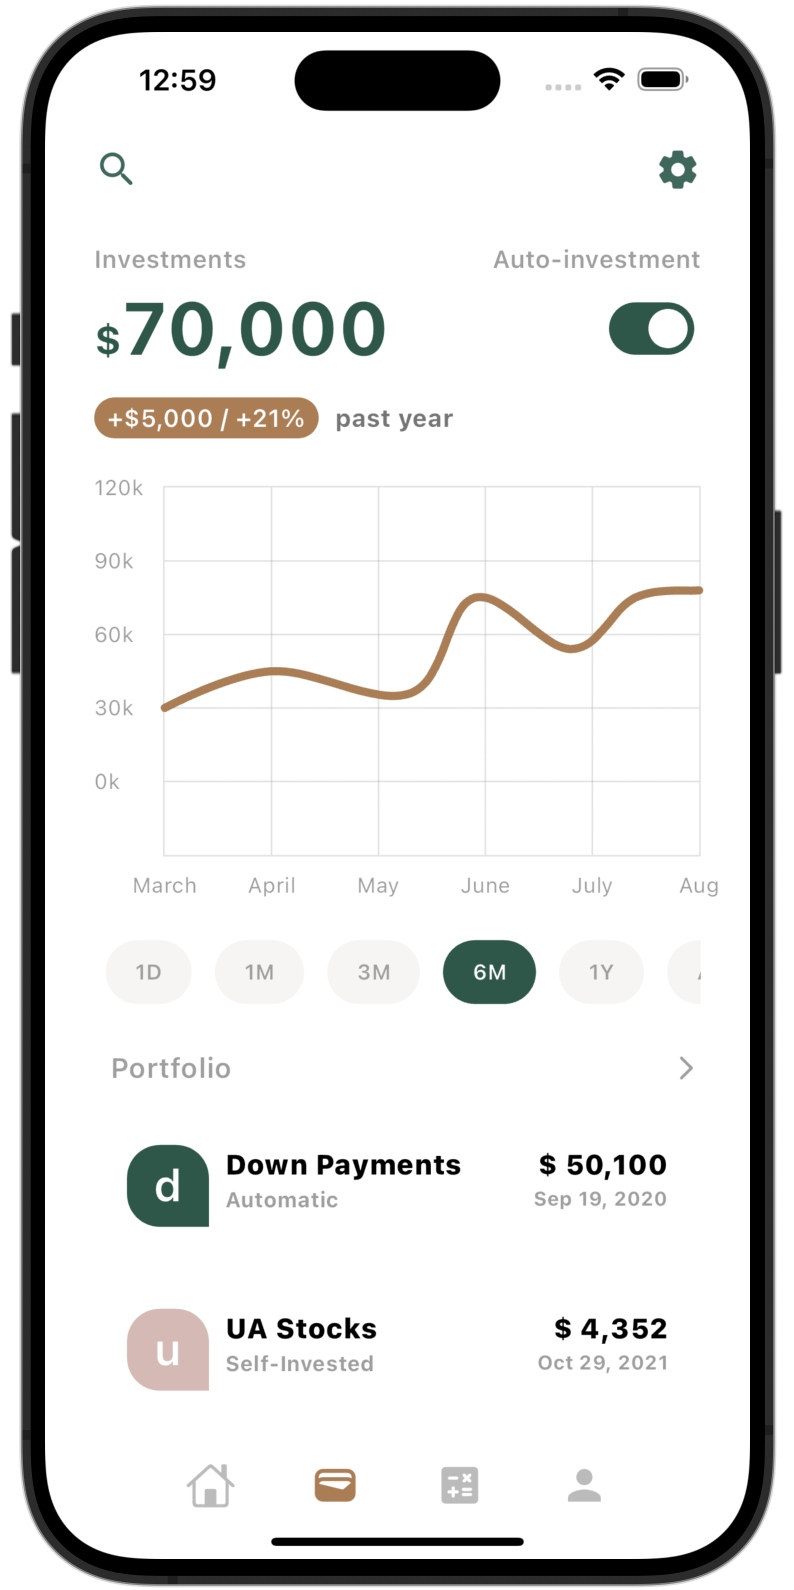 12:59
Investments Auto-investment
$70,000
+$5,000 / +21% past year
120k
90k
60k
30k
0k
March April May June July Aug
1D 1M 3M 6M 1Y
Portfolio
d Down Payments $ 50,100
Automatic Sep 19, 2020
u UA Stocks $ 4,352
Self-Invested Oct 29, 2021